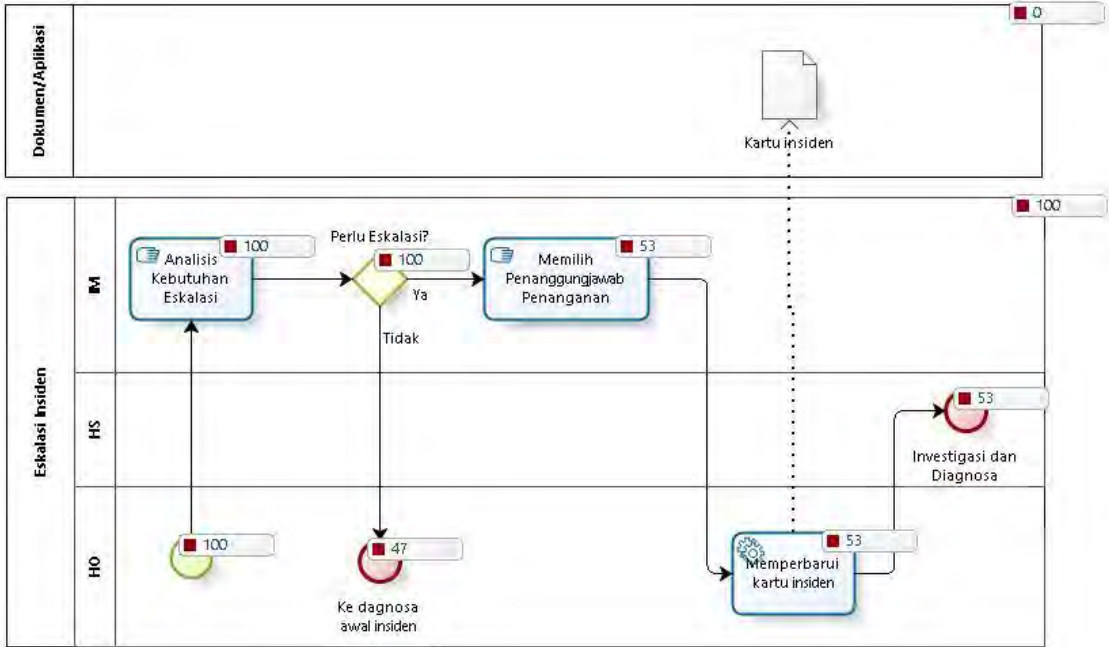 Dokumen/Aplikasi
0
Kartu insiden
Eskalasi Insiden
100
IM
Analisis
Kebutuhan
Eskalasi
100
Perlu Eskalasi?
100
Ya
Tidak
Memilih
Penanggungjawab
Penanganan
53
HS
53
Investigasi dan
Diagnosa
HO
100
47
Ke dagnosa
awal insiden
Memperbarui
kartu insiden
53